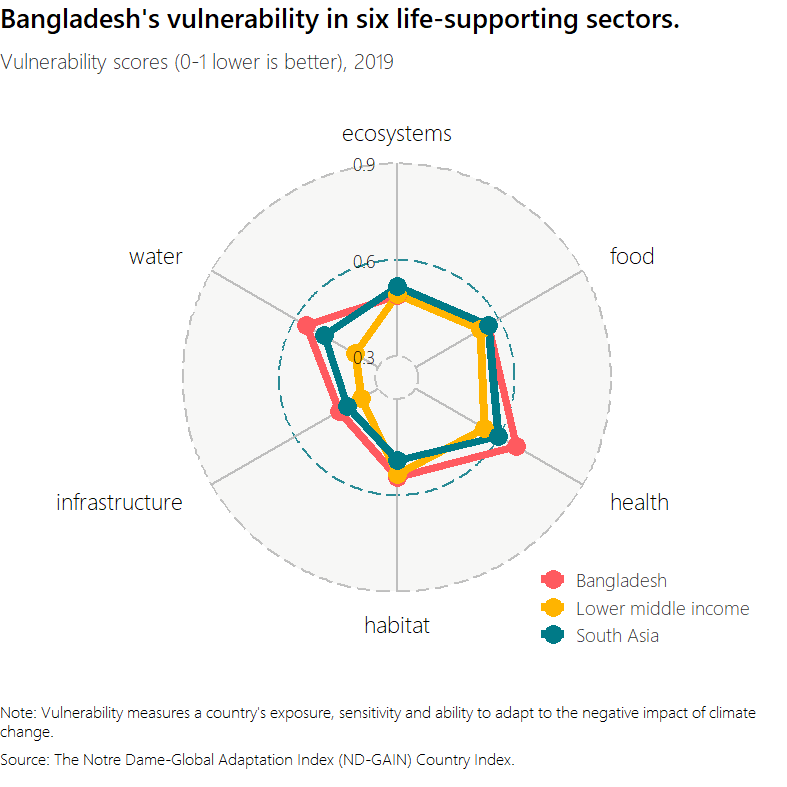 Bangladesh's vulnerability in six life-supporting sectors.
Vulnerability scores (0-1 lower is better), 2019
ecosystems
0.9
water
food
0.6
0.3
infrastructure
health
Bangladesh
Lower middle income
habitat
South Asia
Note: Vulnerability measures a country's exposure, sensitivity and ability to adapt to the negative impact of climate
change.
Source: The Notre Dame-Global Adaptation Index (ND-GAIN) Country Index.